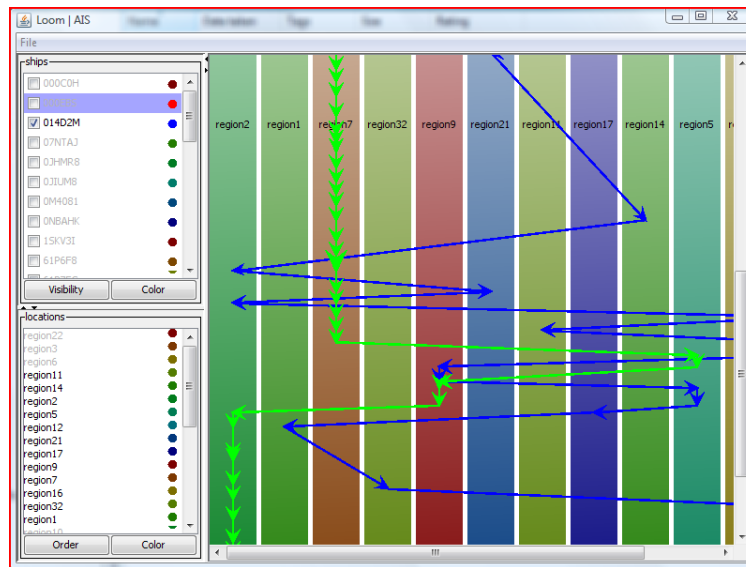 Loom | AIS
File
ships
000C0H
014D2M
07NTAJ
0JHMR8
0JIUM8
0M4081
0NBAHK
1SKV3I
61P6F8
Visibility Color
locations
region22
region3
region6
region11
region14
region2
region5
region12
region21
region17
region9
region7
region16
region32
region1
region10
Order Color
region2 region1 region7 region32 region9 region21 region11 region17 region14 region5